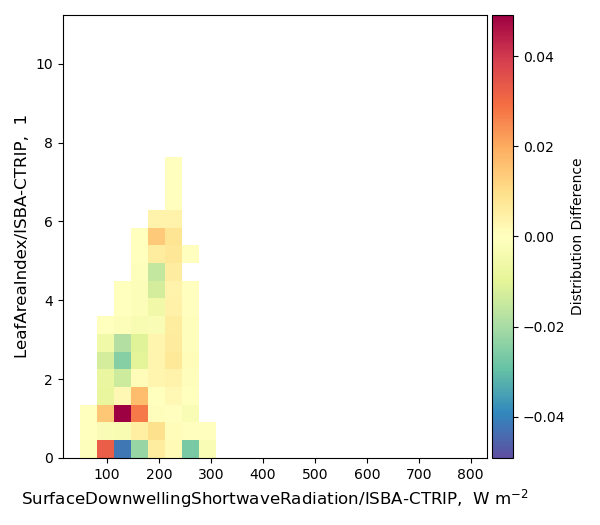 10
8
6
4
2
0
100 200 300 400 500 600 700 800
LeafAreaIndex/ISBA-CTRIP, 1
SurfaceDownwellingShortwaveRadiation/ISBA-CTRIP, W m⁻²
0.04
0.02
0.00
−0.02
−0.04
Distribution Difference